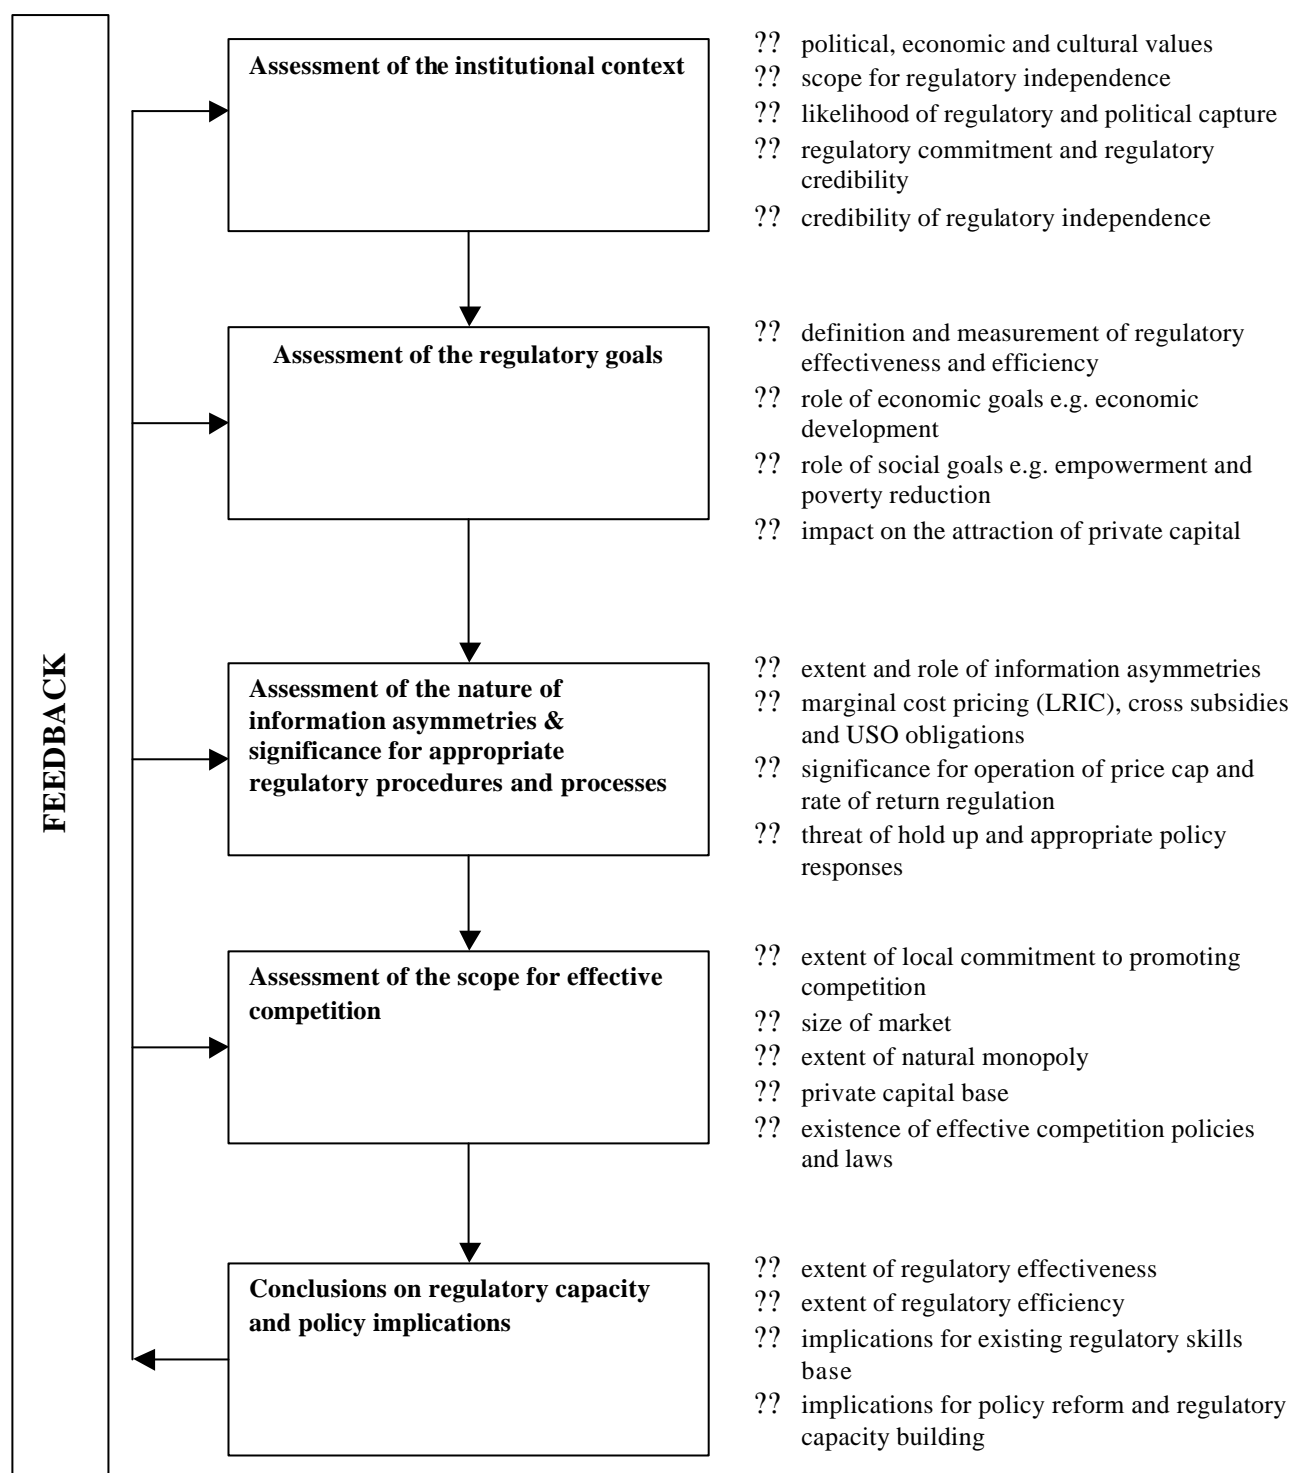 FEEDBACK
Assessment of the institutional context
?? political, economic and cultural values
?? scope for regulatory independence
?? likelihood of regulatory and political capture
?? regulatory commitment and regulatory
credibility
?? credibility of regulatory independence
Assessment of the regulatory goals
?? definition and measurement of regulatory
effectiveness and efficiency
?? role of economic goals e.g. economic
development
?? role of social goals e.g. empowerment and
poverty reduction
?? impact on the attraction of private capital
Assessment of the nature of
information asymmetries &
significance for appropriate
regulatory procedures and processes
?? extent and role of information asymmetries
?? marginal cost pricing (LRIC), cross subsidies
and USO obligations
?? significance for operation of price cap and
rate of return regulation
?? threat of hold up and appropriate policy
responses
Assessment of the scope for effective
competition
?? extent of local commitment to promoting
competition
?? size of market
?? extent of natural monopoly
?? private capital base
?? existence of effective competition policies
and laws
Conclusions on regulatory capacity
and policy implications
?? extent of regulatory effectiveness
?? extent of regulatory efficiency
?? implications for existing regulatory skills
base
?? implications for policy reform and regulatory
capacity building